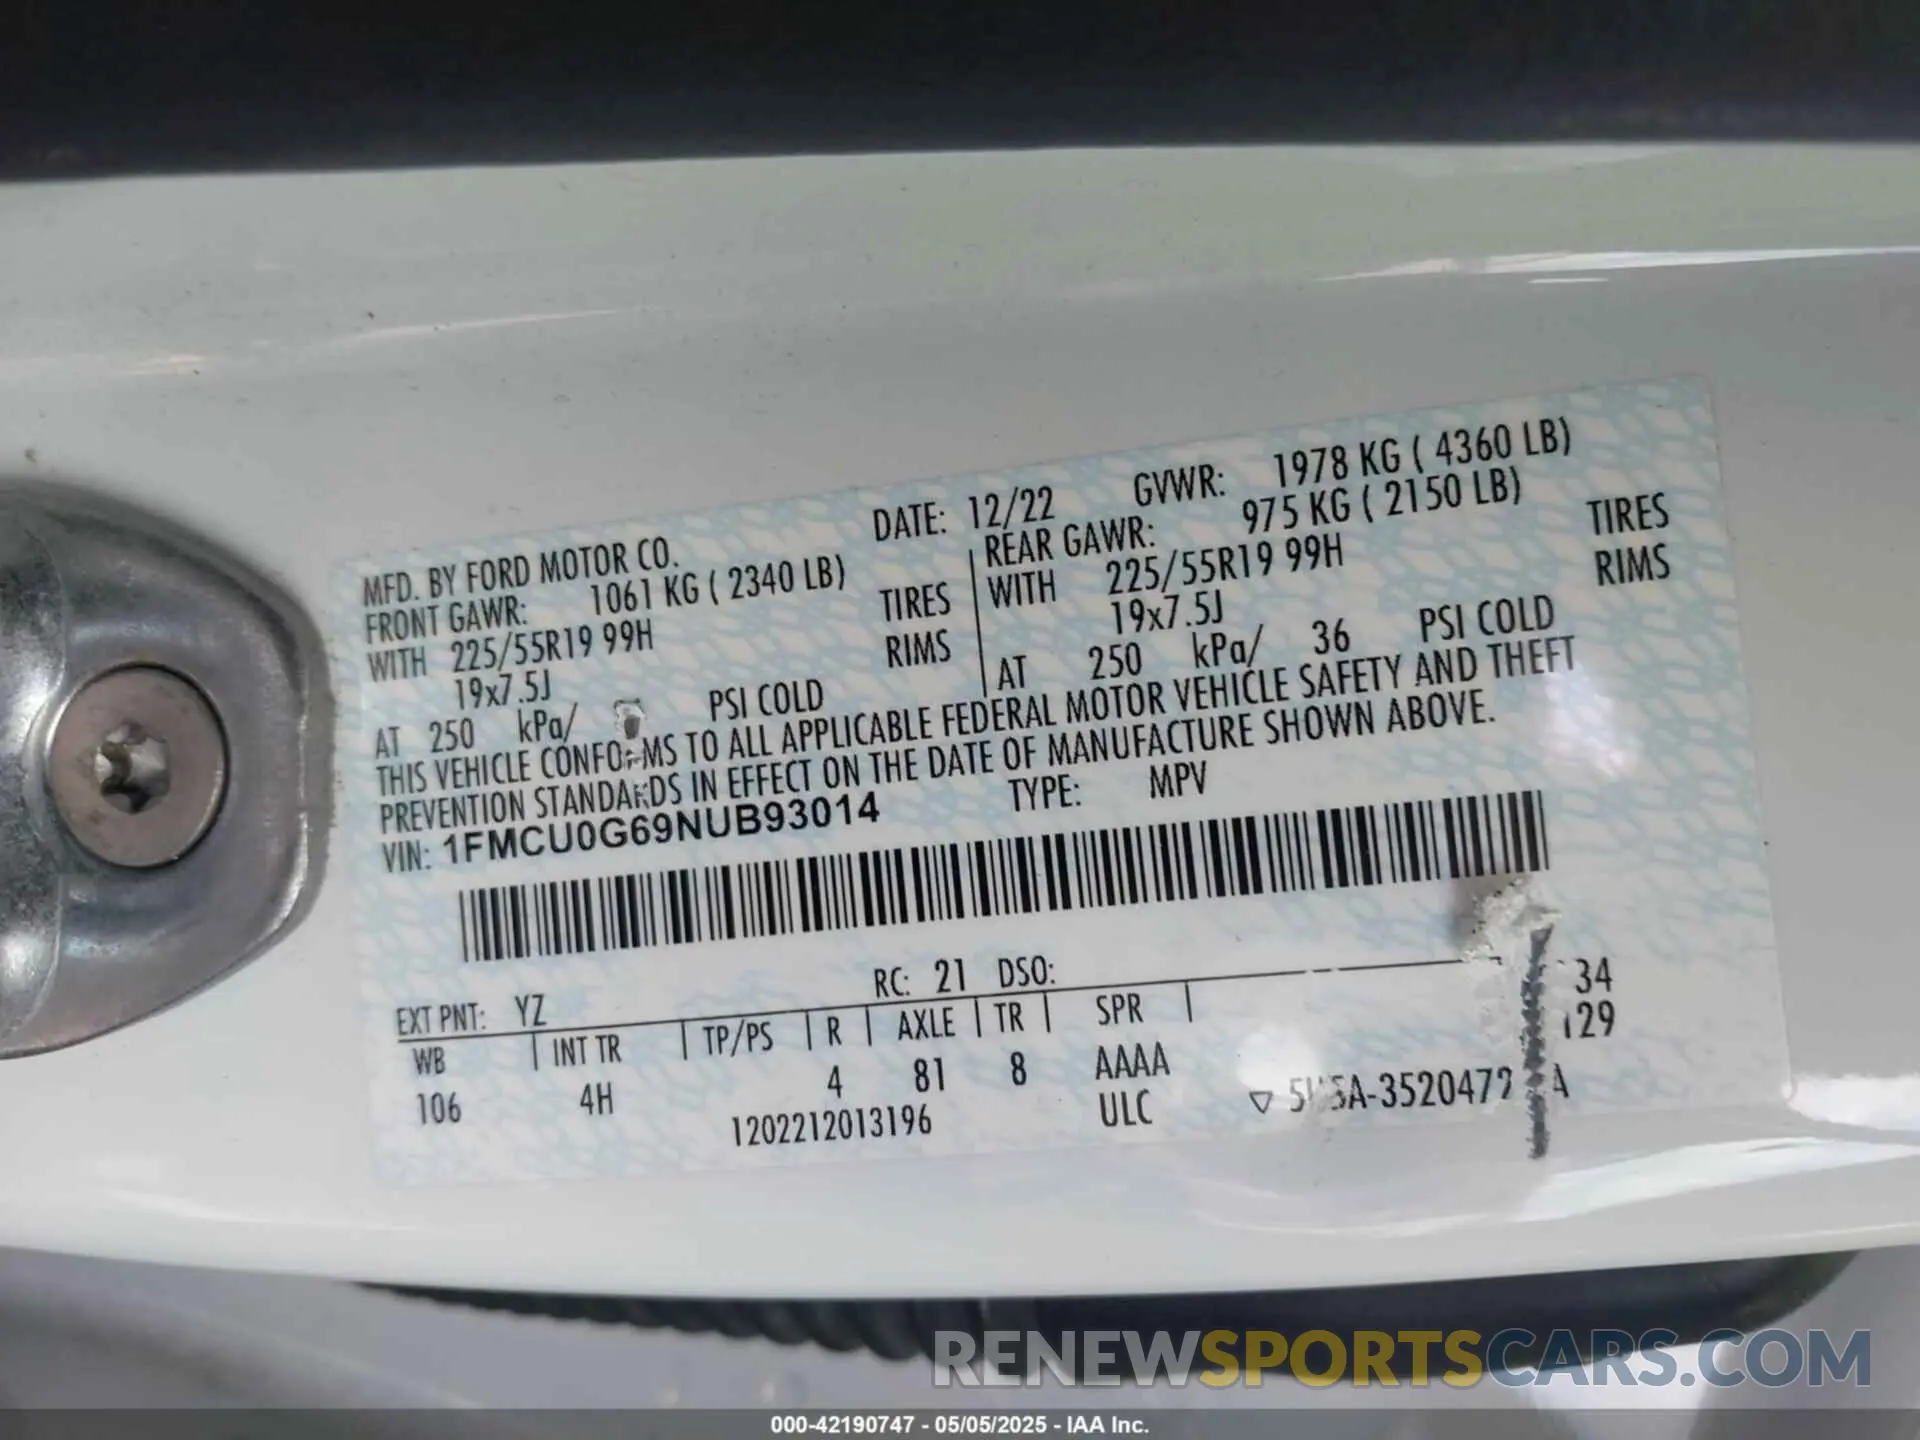 MFD. BY FORD MOTOR CO. DATE: 12/22 GVWR: 1978 KG ( 4360 LB)
FRONT GAWR: 1061 KG ( 2340 LB) REAR GAWR: 975 KG ( 2150 LB)
WITH 225/55R19 99H TIRES WITH 225/55R19 99H TIRES
19x7.5J RIMS 19x7.5J RIMS
AT 250 kPa/ PSI COLD AT 250 kPa/ 36 PSI COLD
THIS VEHICLE CONFORMS TO ALL APPLICABLE FEDERAL MOTOR VEHICLE SAFETY AND THEFT
PREVENTION STANDARDS IN EFFECT ON THE DATE OF MANUFACTURE SHOWN ABOVE.
VIN: 1FMCU0G69NUB93014 TYPE: MPV
EXT PNT: YZ RC: 21 DSO: 34
WB INT TR TP/PS R AXLE TR SPR 129
106 4H 4 81 8 AAAA
1202212013196 ULC
RENEWSPORTSCARS.COM
000-42190747 - 05/05/2025 - IAA Inc.